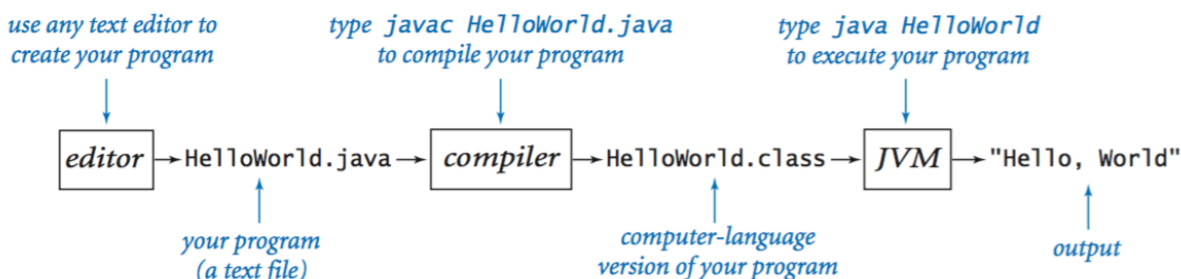 use any text editor to
create your program
type javac HelloWorld.java
to compile your program
type java HelloWorld
to execute your program
editor HelloWorld.java compiler HelloWorld.class JVM "Hello, World"
your program
(a text file)
computer-language
version of your program
output